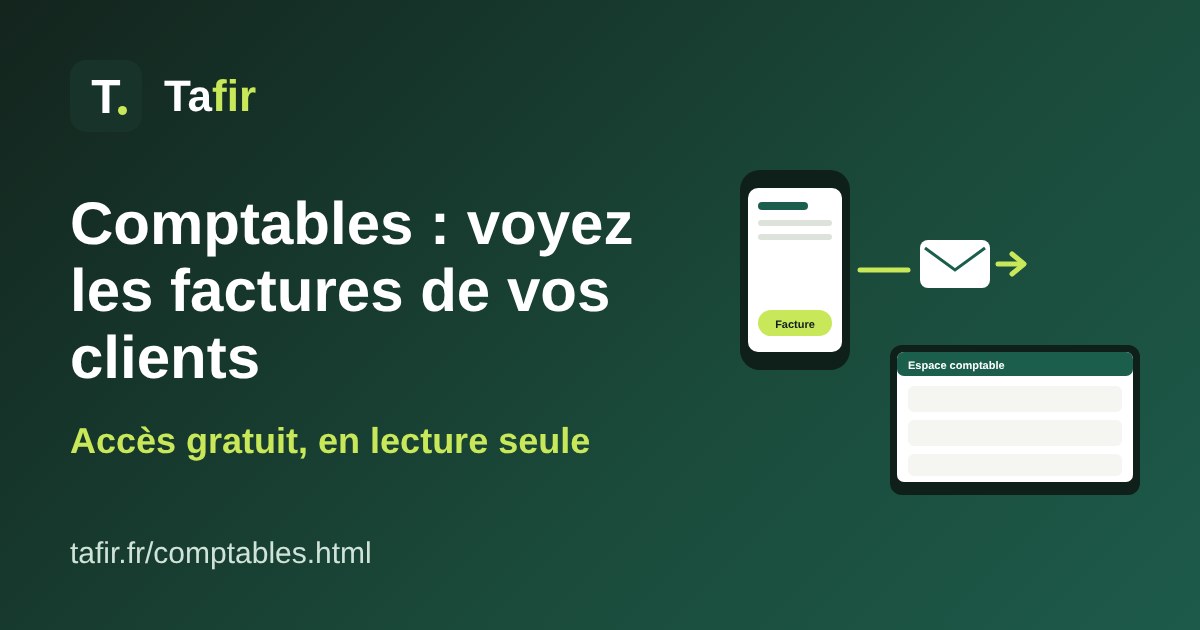 T.
Tafir
Comptables : voyez
les factures de vos
clients
Accès gratuit, en lecture seule
tafir.fr/comptables.html
Facture
Espace comptable